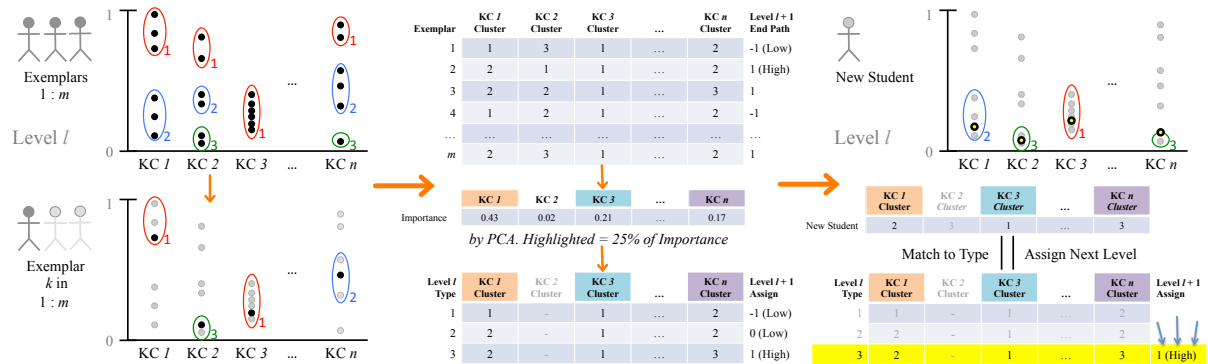 1
1
2
1
2
3
1
1
2
3
...
0
KC 1 KC 2 KC 3 ... KC n
Exemplars
1 : m
Level l
1
1
3
1
2
...
0
KC 1 KC 2 KC 3 ... KC n
Exemplar
k in
1 : m
Exemplar KC 1 Cluster KC 2 Cluster KC 3 Cluster ... KC n Cluster Level l + 1 End Path
1 1 3 1 … 2 -1 (Low)
2 2 1 1 … 2 1 (High)
3 2 2 1 … 3 1
4 1 2 1 … 2 -1
… … … … … … …
m 2 3 1 … 2 1
KC 1 Cluster KC 2 Cluster KC 3 Cluster ... KC n Cluster
Importance 0.43 0.02 0.21 … 0.17
by PCA. Highlighted = 25% of Importance
Level l Type KC 1 Cluster KC 2 Cluster KC 3 Cluster ... KC n Cluster Level l + 1 Assign
1 1 - 1 … 2 -1 (Low)
2 2 - 1 … 2 0 (Low)
3 2 - 1 … 3 1 (High)
New Student
Level l
1
2
3
1
3
...
0
KC 1 KC 2 KC 3 ... KC n
KC 1 Cluster KC 2 Cluster KC 3 Cluster ... KC n Cluster
New Student 2 3 1 … 3
Match to Type Assign Next Level
Level l Type KC 1 Cluster KC 2 Cluster KC 3 Cluster … KC n Cluster Level l + 1 Assign
1 1 - 1 … 2
2 2 - 1 … 2
3 2 - 1 … 3 1 (High)